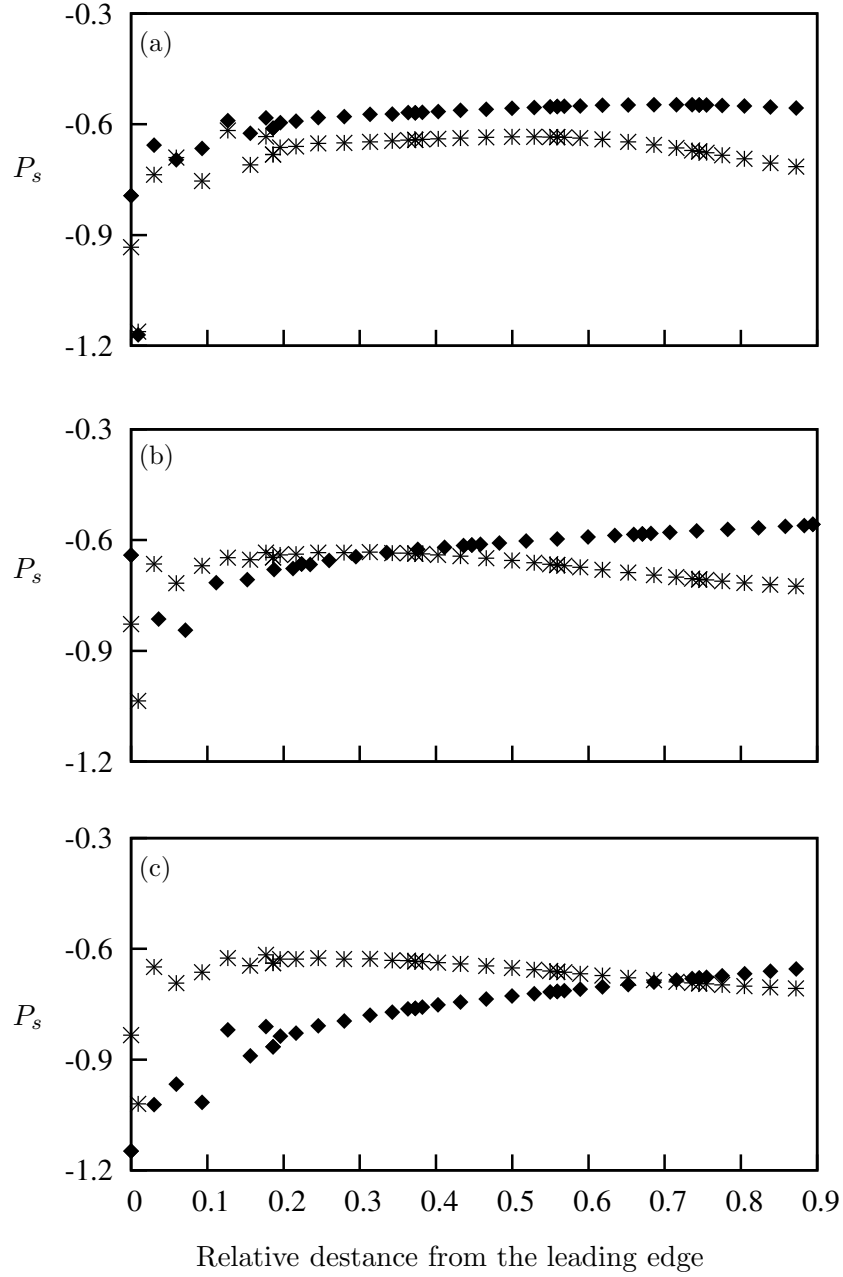 -0.3
(a)
-0.6
P_s
-0.9
-1.2
-0.3
(b)
-0.6
P_s
-0.9
-1.2
-0.3
(c)
-0.6
P_s
-0.9
-1.2
0 0.1 0.2 0.3 0.4 0.5 0.6 0.7 0.8 0.9
Relative destance from the leading edge